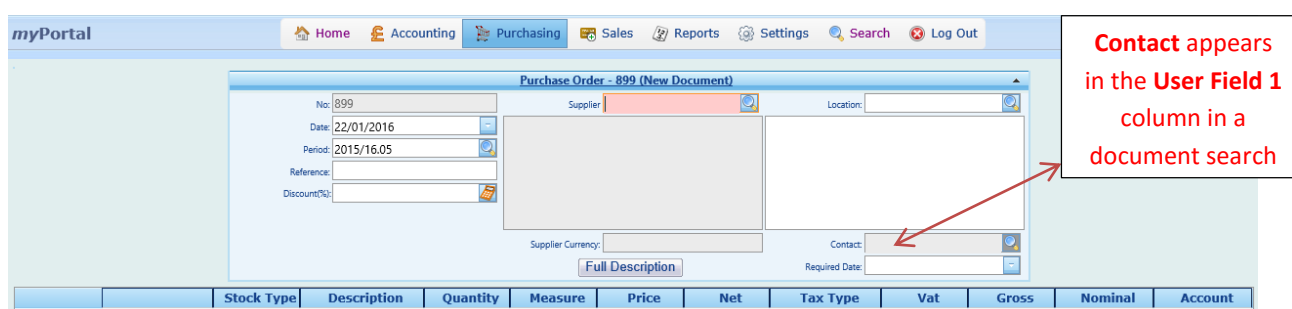 myPortal
Home Accounting Purchasing Sales Reports Settings Search Log Out
Contact appears
in the User Field 1
column in a
document search
Purchase Order - 899 (New Document)
No: 899
Supplier
Location:
Date: 22/01/2016
Period: 2015/16.05
Reference:
Discount(%):
Supplier Currency:
Contact:
Full Description
Required Date:
Stock Type Description Quantity Measure Price Net Tax Type Vat Gross Nominal Account